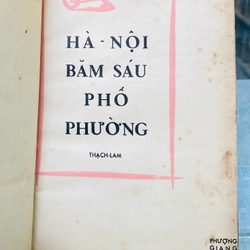 HÀ - NỘI
BĂM SÁU
PHỐ
PHƯỜNG
THẠCH-LAM
PHƯỢNG
GIANG